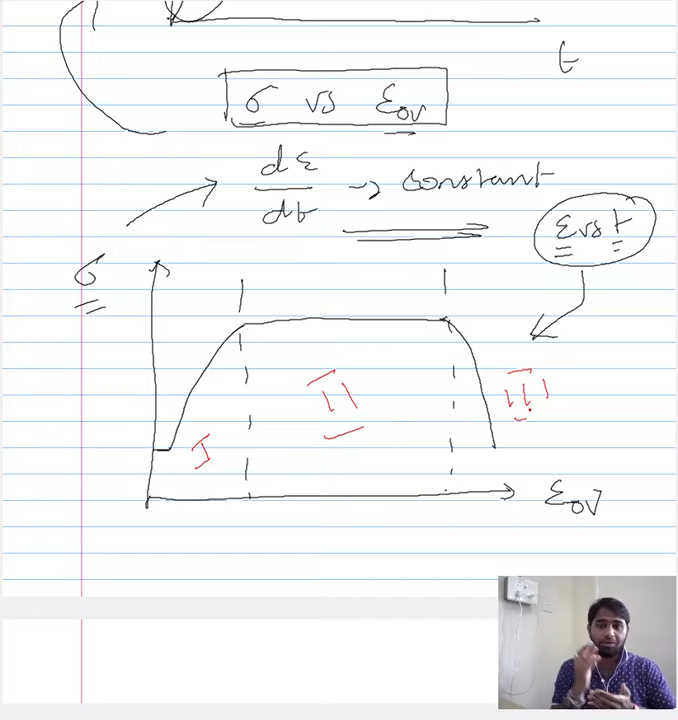 t
σ vs ε_ov
dε/dt → constant
ε vs t
σ
I II III
ε_ov